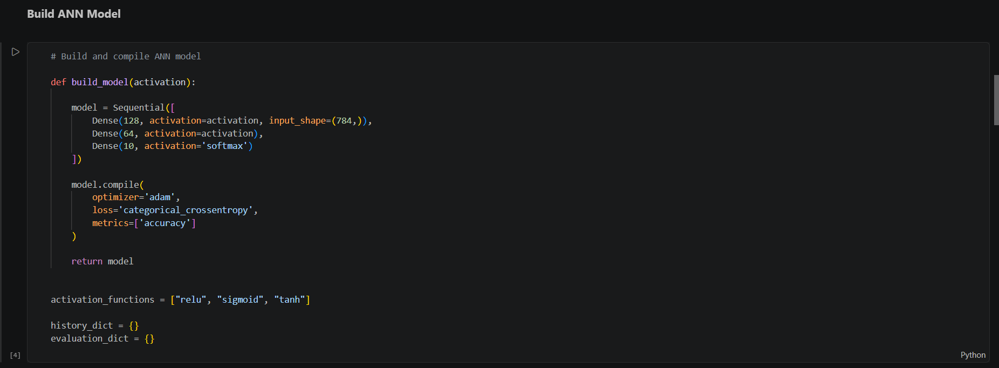 Build ANN Model
# Build and compile ANN model
def build_model(activation):
model = Sequential([
Dense(128, activation=activation, input_shape=(784,)),
Dense(64, activation=activation),
Dense(10, activation='softmax')
])
model.compile(
optimizer='adam',
loss='categorical_crossentropy',
metrics=['accuracy']
)
return model
activation_functions = ["relu", "sigmoid", "tanh"]
history_dict = {}
evaluation_dict = {}
[4]
Python